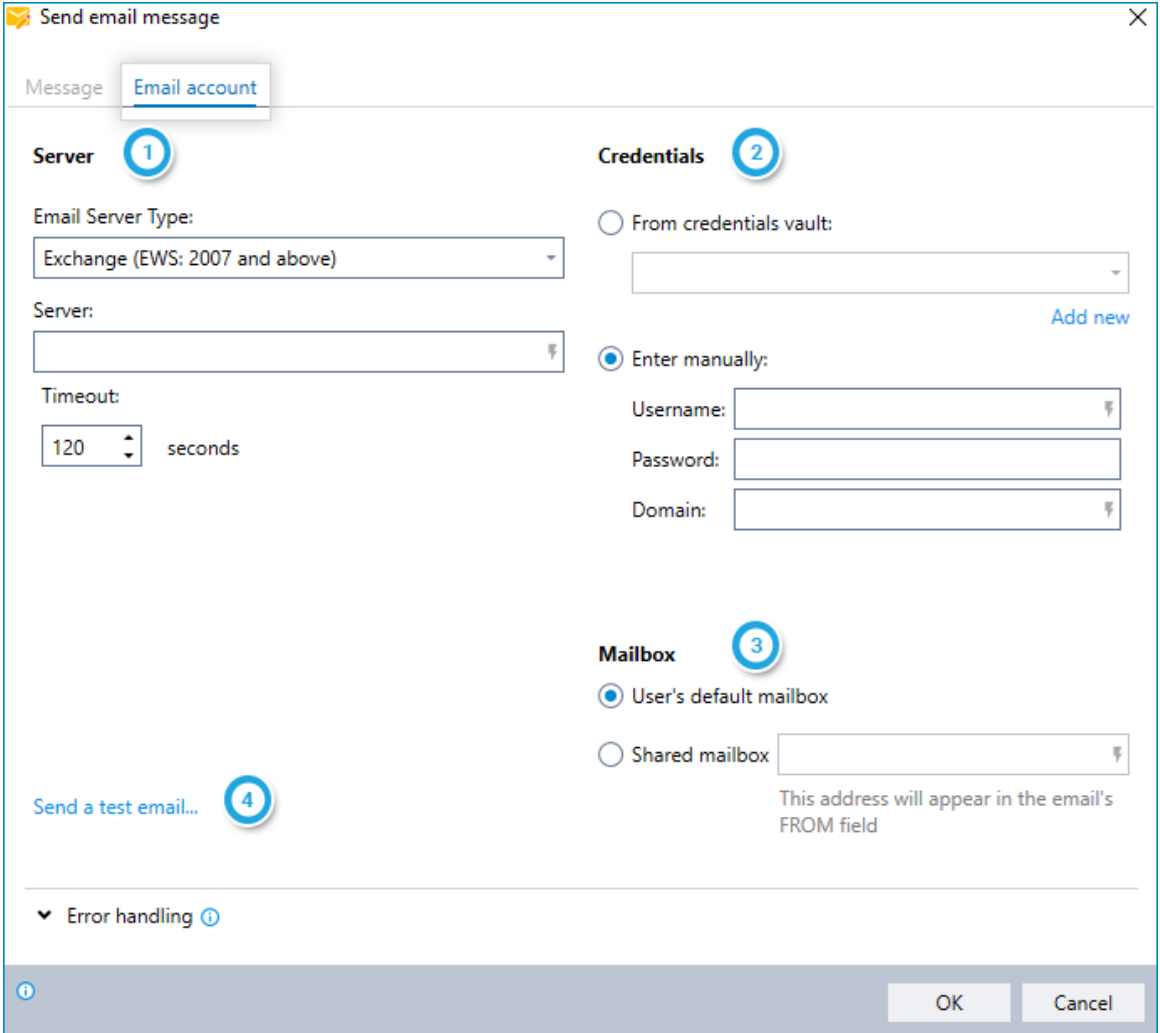 Send email message
Message
Email account
Server
1
Email Server Type:
Exchange (EWS: 2007 and above)
Server:
Timeout:
120
seconds
Credentials
2
From credentials vault:
Add new
Enter manually:
Username:
Password:
Domain:
Mailbox
3
User's default mailbox
Shared mailbox
This address will appear in the email's
FROM field
Send a test email...
4
Error handling
OK
Cancel